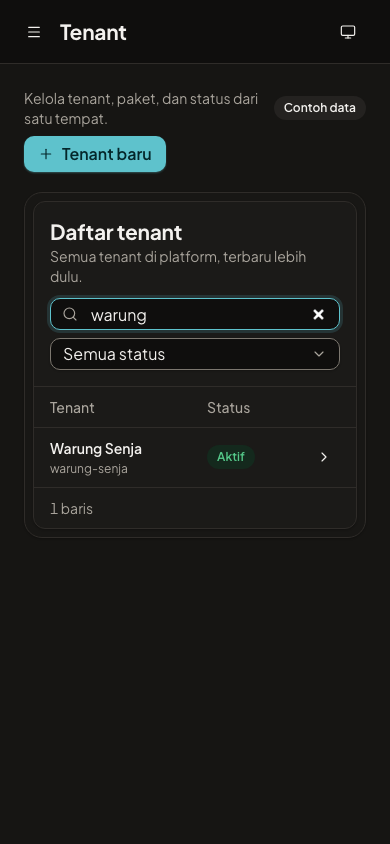 Tenant
Kelola tenant, paket, dan status dari
satu tempat.
Contoh data
Tenant baru
Daftar tenant
Semua tenant di platform, terbaru lebih
dulu.
warung
Semua status
Tenant Status
Warung Senja
warung-senja
Aktif
1 baris